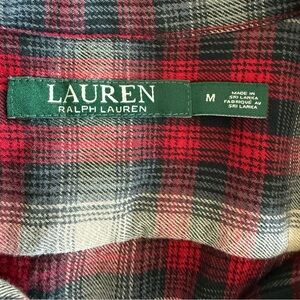 LAUREN
RALPH LAUREN
M
MADE IN
SRI LANKA
FABRIQUÉ AU
SRI LANKA